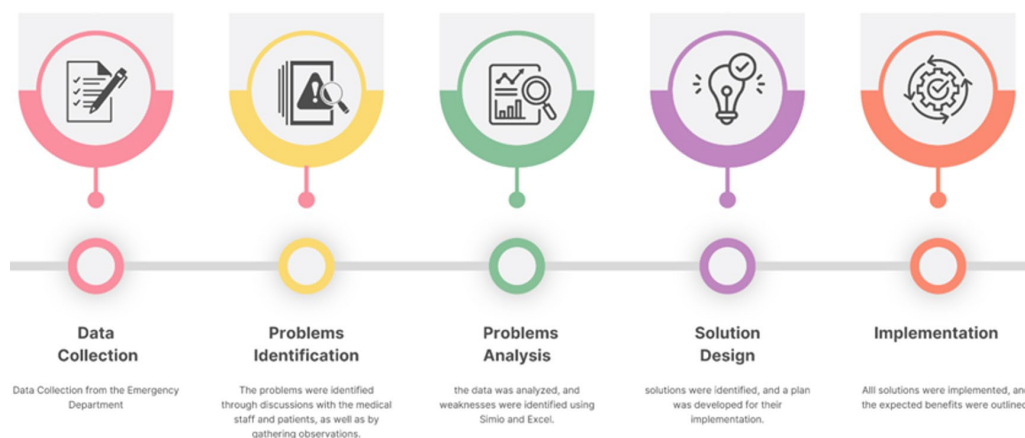 Data
Collection
Data Collection from the Emergency
Department
Problems
Identification
The problems were identified
through discussions with the medical
staff and patients, as well as by
gathering observations.
Problems
Analysis
the data was analyzed, and
weaknesses were identified using
Simio and Excel.
Solution
Design
solutions were identified, and a plan
was developed for their
implementation.
Implementation
Alll solutions were implemented, and
the expected benefits were outlined